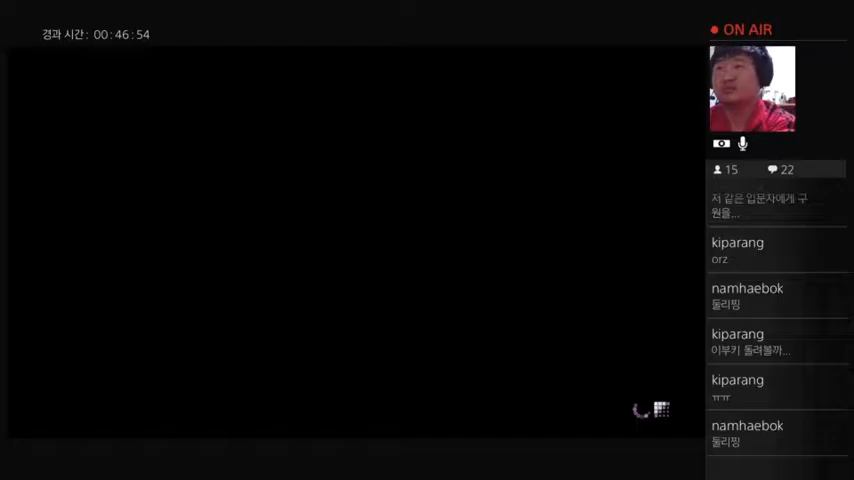 경과 시간: 00:46:54
ON AIR
15
22
저 같은 입문자에게 구
원을...
kiparang
orz
namhaebok
둘리찡
kiparang
이부키 돌려볼까...
kiparang
ㅠㅠ
namhaebok
둘리찡